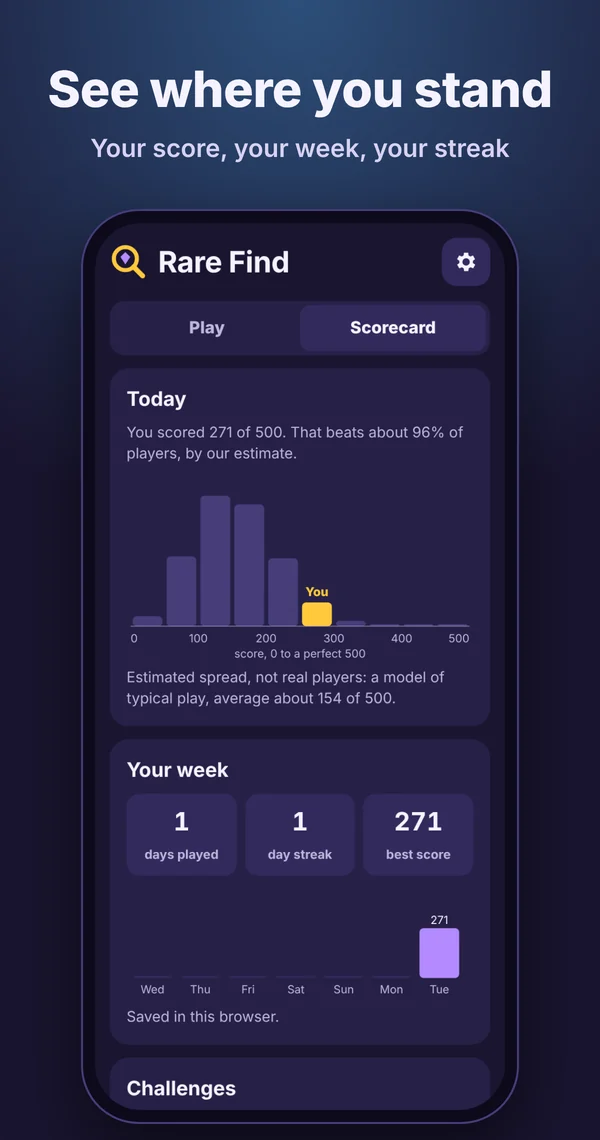 See where you stand
Your score, your week, your streak
Rare Find
Play
Scorecard
Today
You scored 271 of 500. That beats about 96% of
players, by our estimate.
You
0 100 200 300 400 500
score, 0 to a perfect 500
Estimated spread, not real players: a model of
typical play, average about 154 of 500.
Your week
1 1 271
days played day streak best score
271
Wed Thu Fri Sat Sun Mon Tue
Saved in this browser.
Challenges